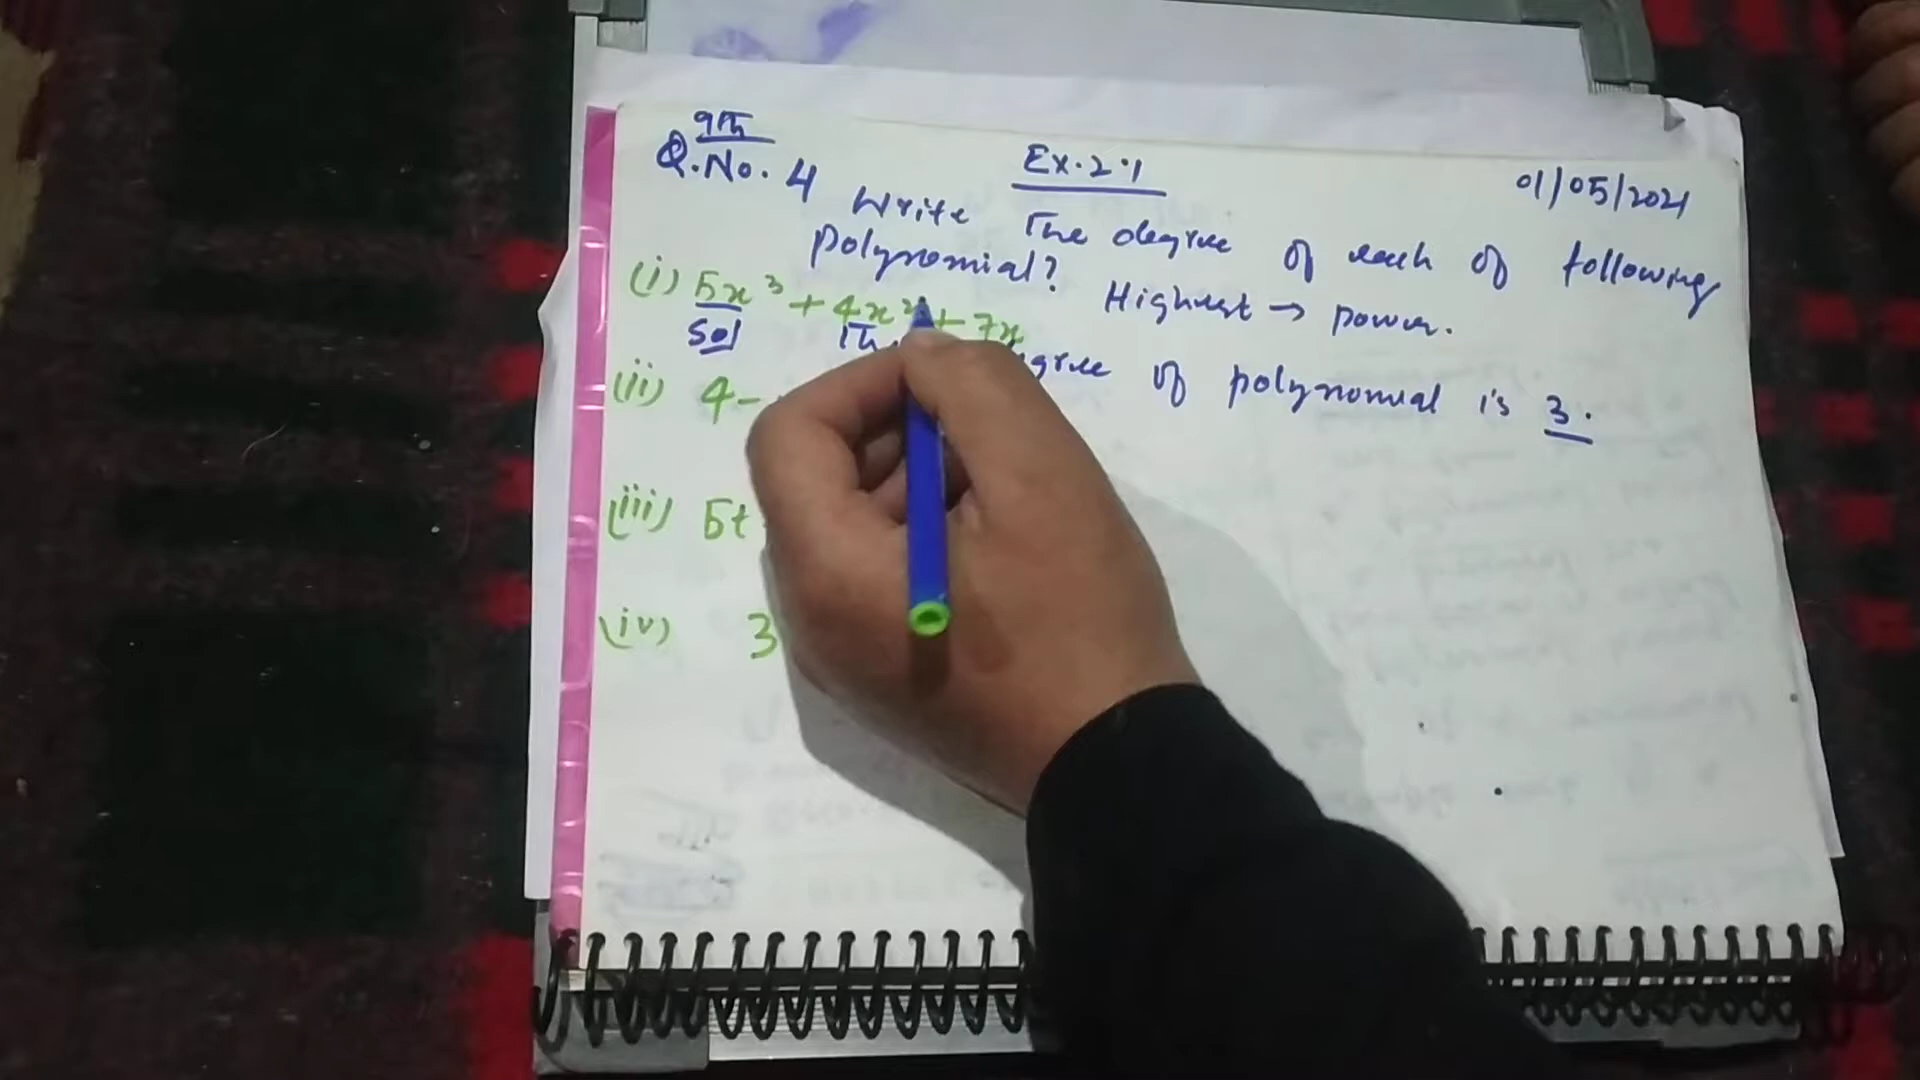 9th
Q.No. 4
Ex.2.1
01/05/2021
Write The degree of each of following
polynomial? Highest → power.
(i) 5x³ + 4x² + 7x
Sol gree of polynomial is 3.
(ii) 4-
(iii) 5t
(iv) 3